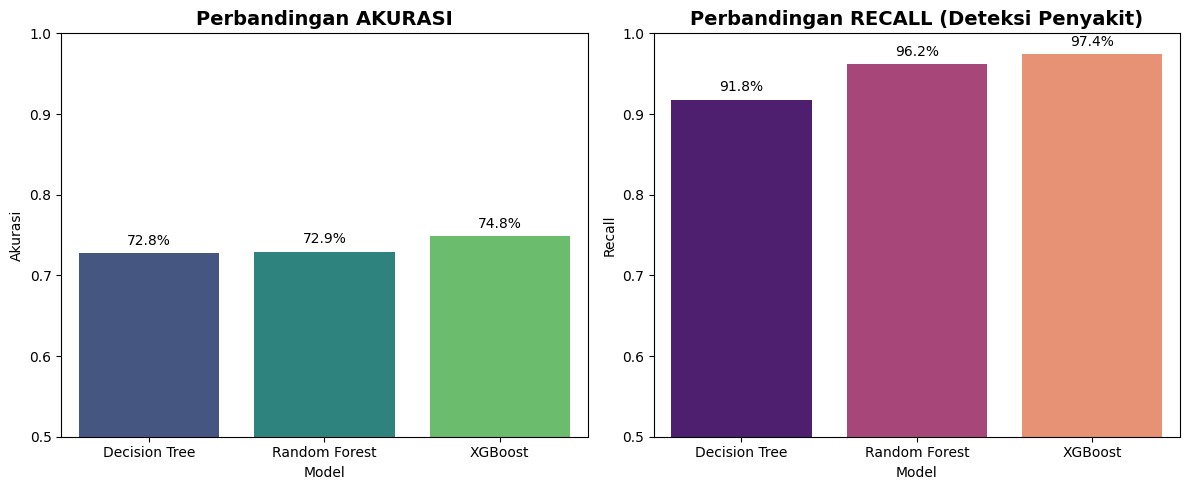 Perbandingan AKURASI
1.0
0.9
0.8
0.7
0.6
0.5
Akurasi
72.8%
72.9%
74.8%
Decision Tree
Random Forest
XGBoost
Model
Perbandingan RECALL (Deteksi Penyakit)
1.0
0.9
0.8
0.7
0.6
0.5
Recall
91.8%
96.2%
97.4%
Decision Tree
Random Forest
XGBoost
Model